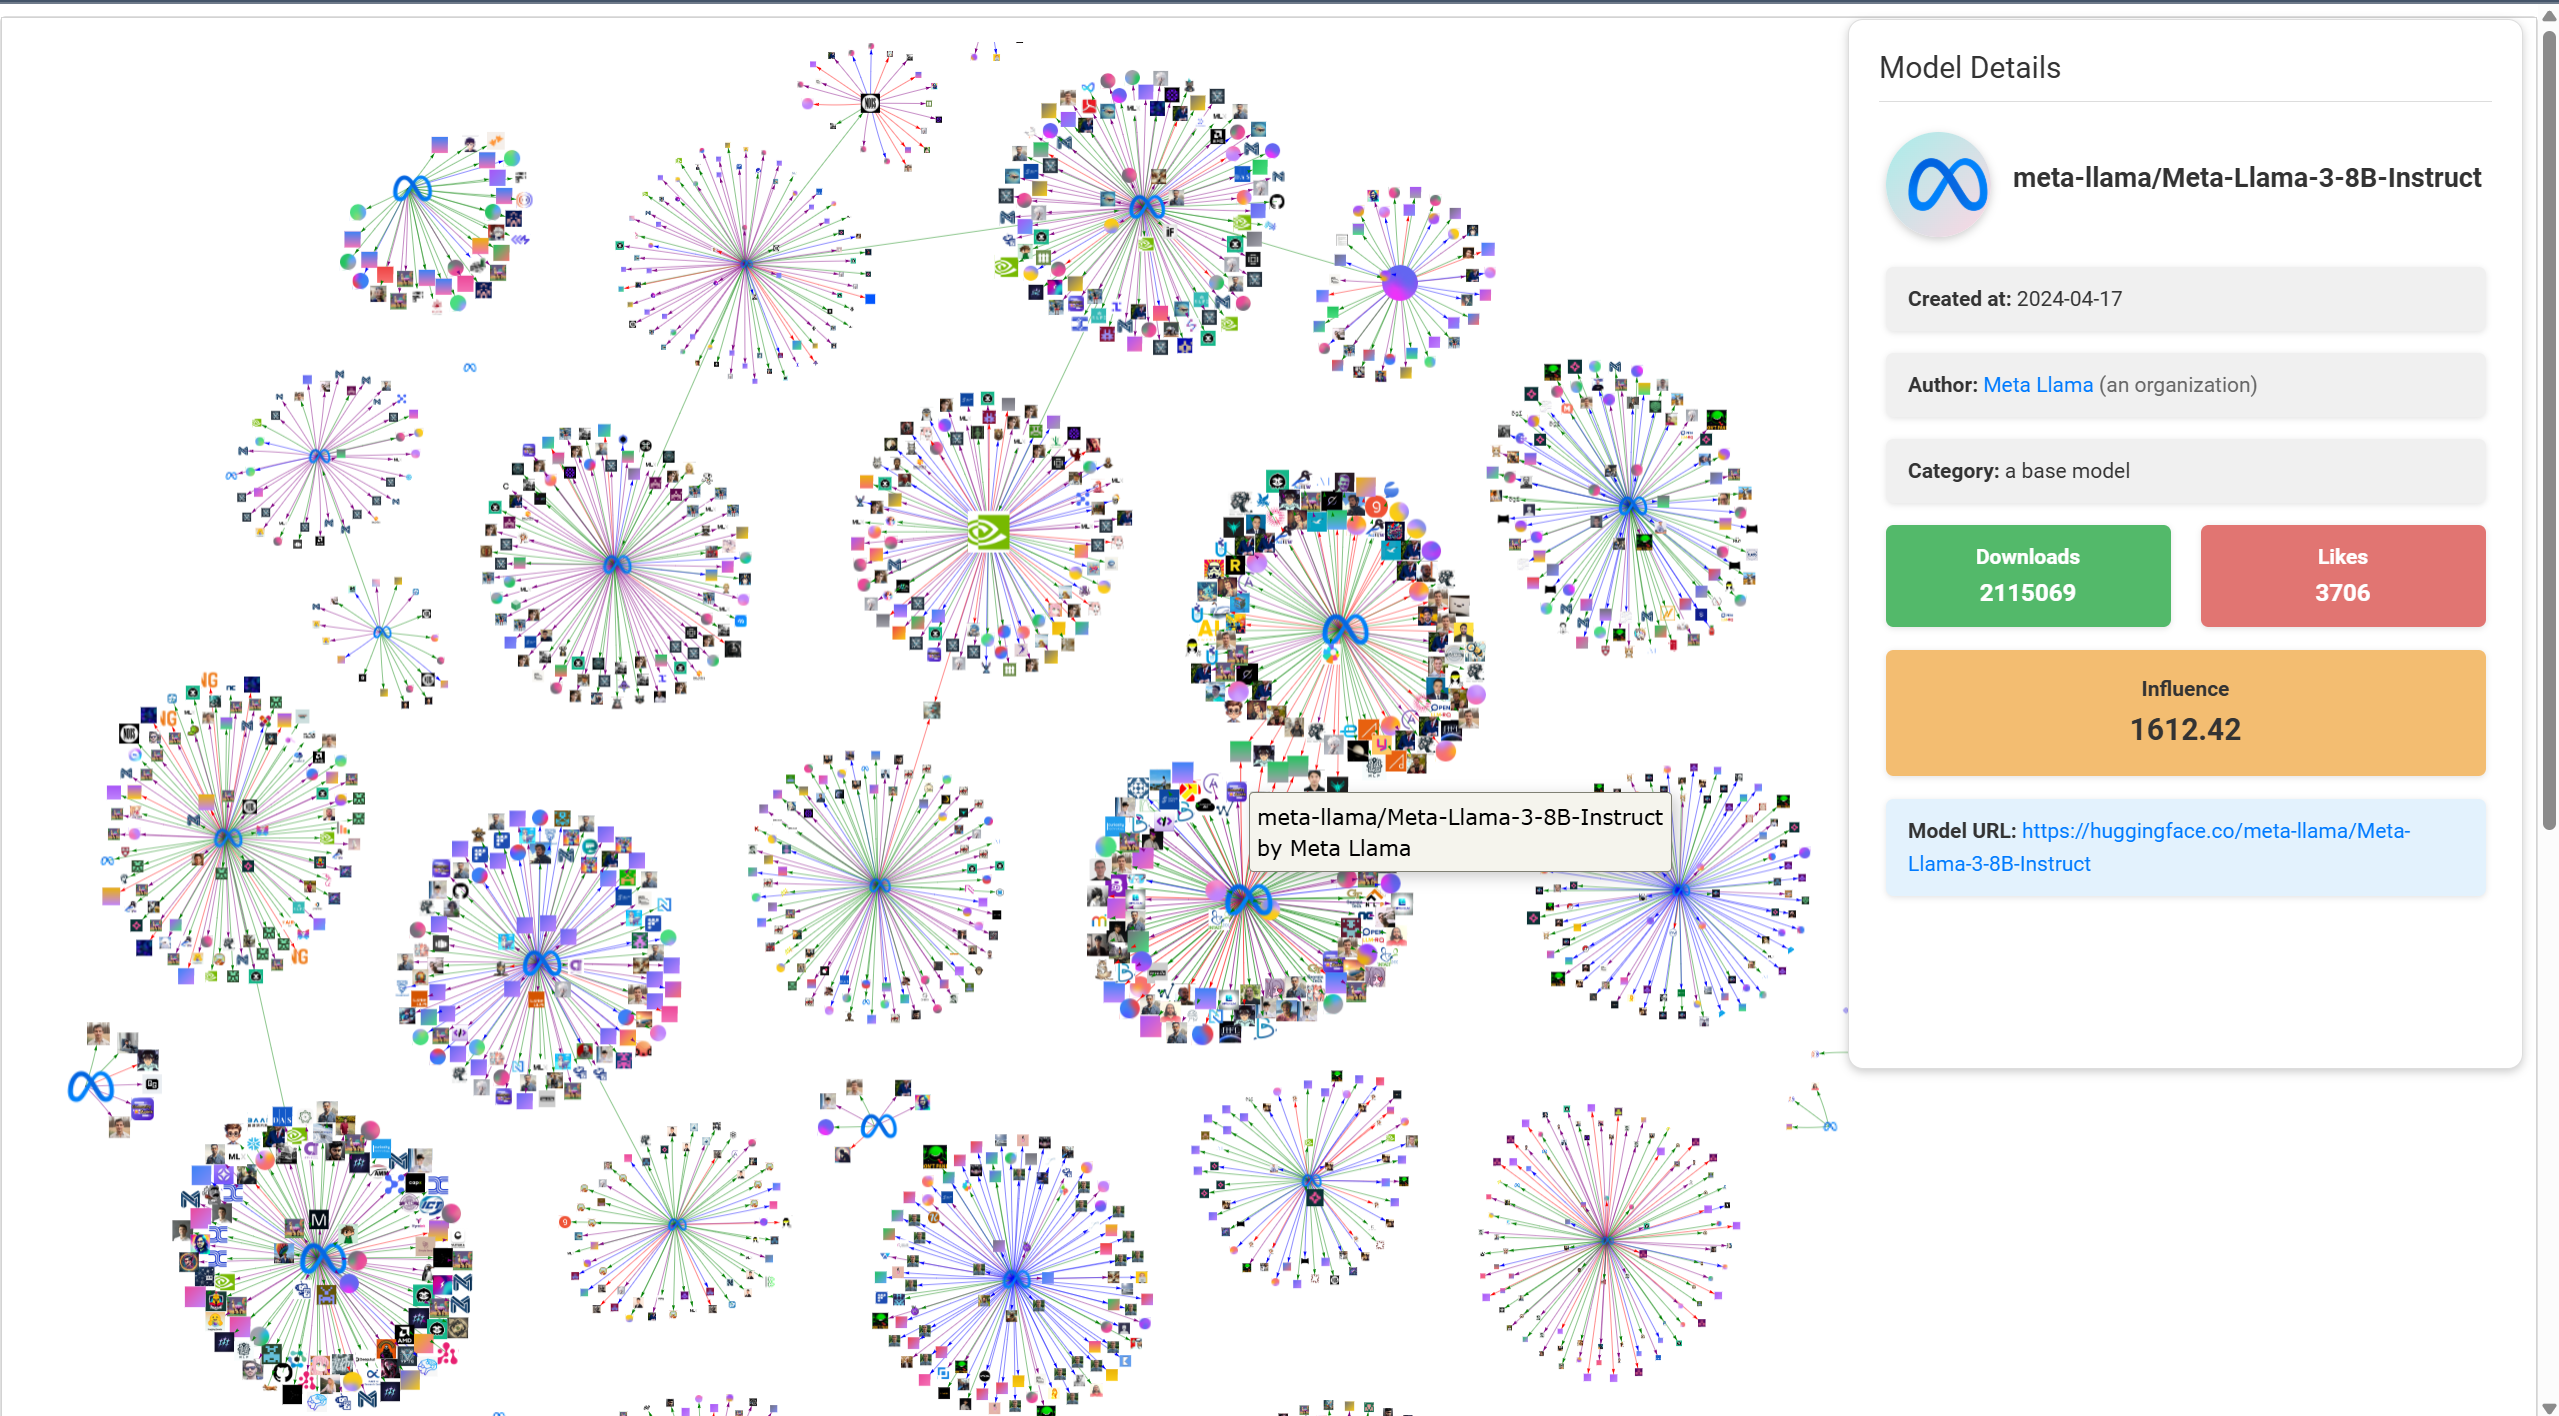 Model Details
meta-llama/Meta-Llama-3-8B-Instruct
Created at: 2024-04-17
Author: Meta Llama (an organization)
Category: a base model
Downloads
2115069
Likes
3706
Influence
1612.42
Model URL: https://huggingface.co/meta-llama/Meta-
Llama-3-8B-Instruct
meta-llama/Meta-Llama-3-8B-Instruct
by Meta Llama